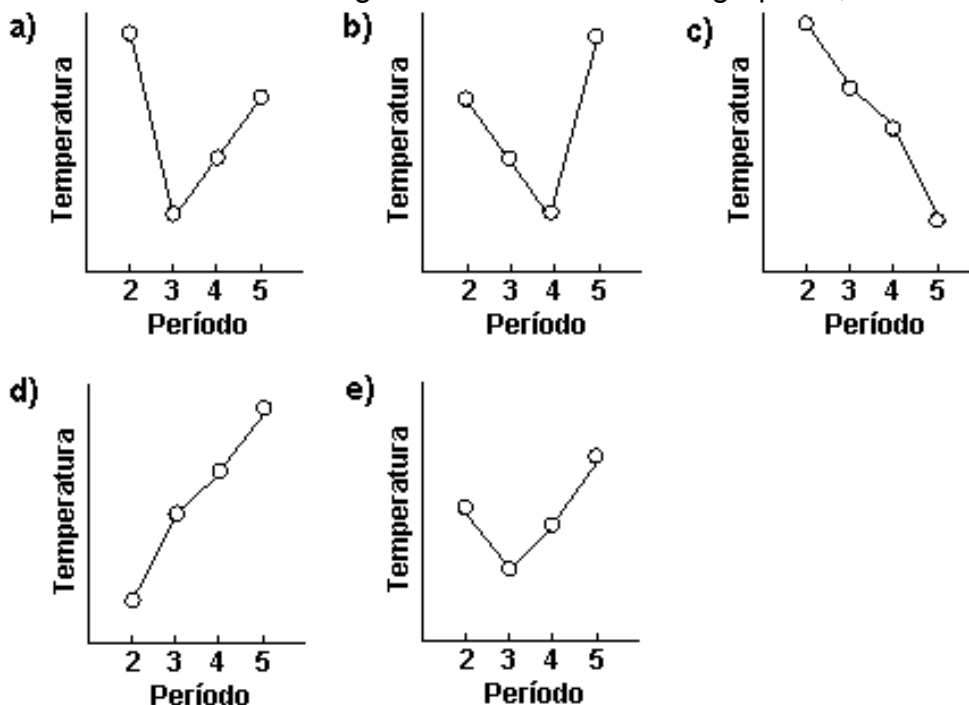 a)
Temperatura
2 3 4 5
Período
b)
Temperatura
2 3 4 5
Período
c)
Temperatura
2 3 4 5
Período
d)
Temperatura
2 3 4 5
Período
e)
Temperatura
2 3 4 5
Período